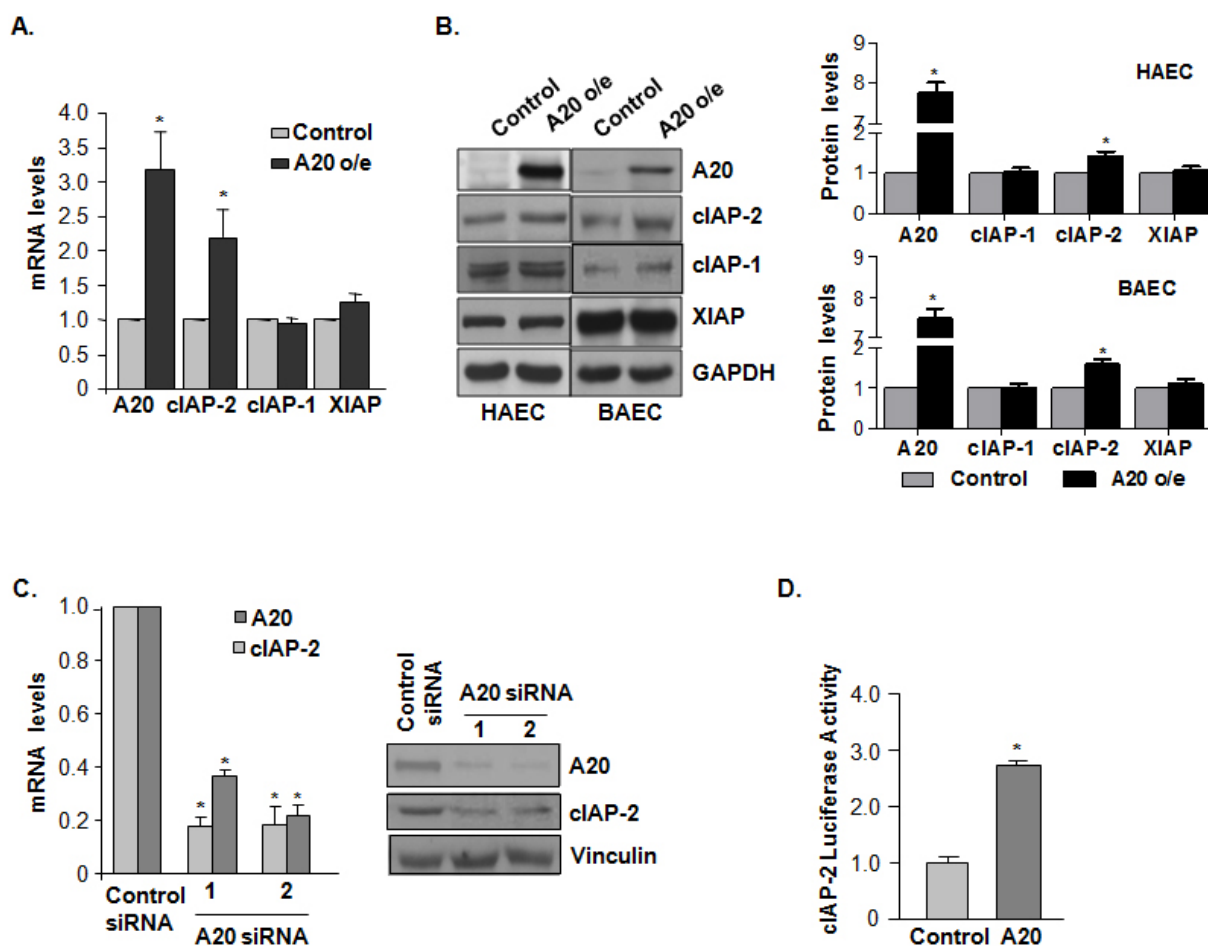 A.
mRNA levels
4.0
3.5
3.0
2.5
2.0
1.5
1.0
0.5
0
*
*
Control
A20 o/e
A20 cIAP-2 cIAP-1 XIAP
B.
Control
A20 o/e
Control
A20 o/e
A20
cIAP-2
cIAP-1
XIAP
GAPDH
HAEC BAEC
Protein levels
9
8
7
2
1
0
*
*
HAEC
A20 cIAP-1 cIAP-2 XIAP
Protein levels
9
8
7
2
1
0
*
*
BAEC
A20 cIAP-1 cIAP-2 XIAP
Control A20 o/e
C.
mRNA levels
1.0
0.8
0.6
0.4
0.2
0
A20
cIAP-2
* * * *
Control
siRNA
1 2
A20 siRNA
Control
siRNA
A20 siRNA
1 2
A20
cIAP-2
Vinculin
D.
cIAP-2 Luciferase Activity
4.0
3.0
2.0
1.0
0
*
Control A20